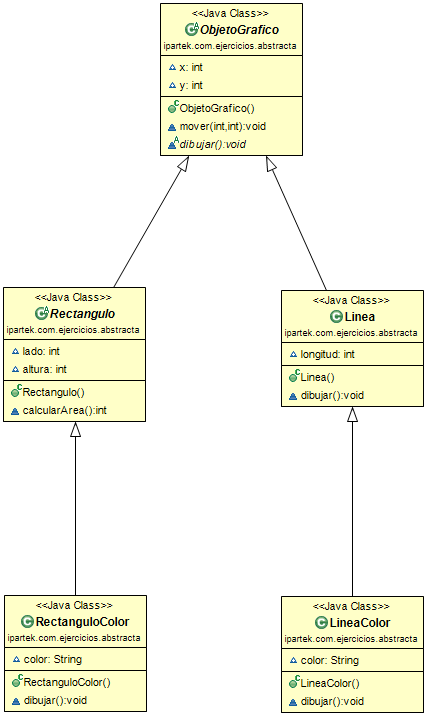 <<Java Class>>
ObjetoGrafico
ipartek.com.ejercicios.abstracta
x: int
y: int
ObjetoGrafico()
mover(int,int):void
dibujar():void
<<Java Class>>
Rectangulo
ipartek.com.ejercicios.abstracta
lado: int
altura: int
Rectangulo()
calcularArea():int
<<Java Class>>
Linea
ipartek.com.ejercicios.abstracta
longitud: int
Linea()
dibujar():void
<<Java Class>>
RectanguloColor
ipartek.com.ejercicios.abstracta
color: String
RectanguloColor()
dibujar():void
<<Java Class>>
LineaColor
ipartek.com.ejercicios.abstracta
color: String
LineaColor()
dibujar():void